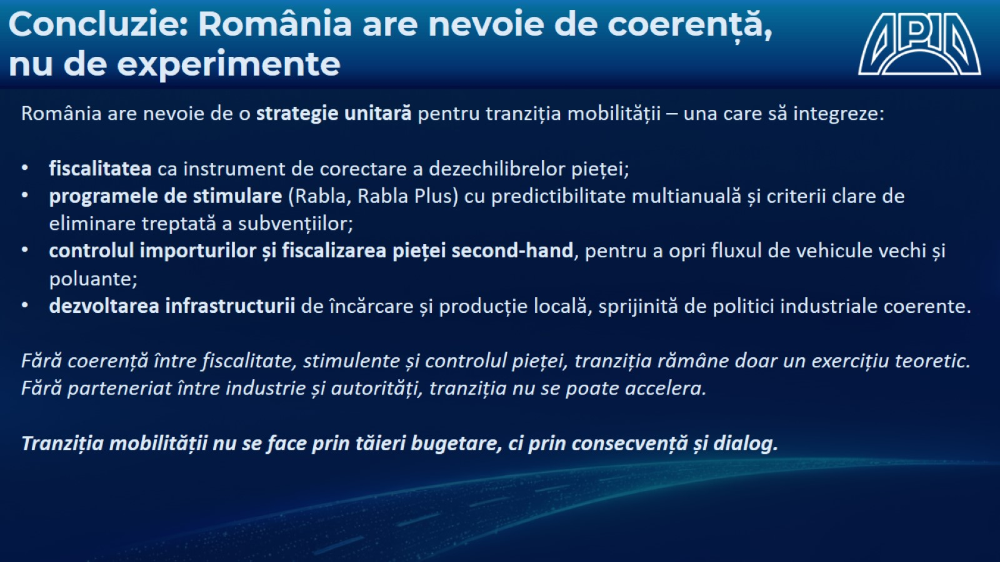 Concluzie: România are nevoie de coerență,
nu de experimente
APIA
România are nevoie de o strategie unitară pentru tranziția mobilității – una care să integreze:
• fiscalitatea ca instrument de corectare a dezechilibrelor pieței;
• programele de stimulare (Rabla, Rabla Plus) cu predictibilitate multianuală și criterii clare de
eliminare treptată a subvențiilor;
• controlul importurilor și fiscalizarea pieței second-hand, pentru a opri fluxul de vehicule vechi și
poluante;
• dezvoltarea infrastructurii de încărcare și producție locală, sprijinită de politici industriale coerente.
Fără coerență între fiscalitate, stimulente și controlul pieței, tranziția rămâne doar un exercițiu teoretic.
Fără parteneriat între industrie și autorități, tranziția nu se poate accelera.
Tranziția mobilității nu se face prin tăieri bugetare, ci prin consecvență și dialog.